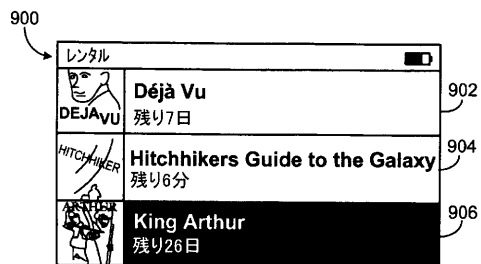 900
レンタル
DEJAVU
Déjà Vu
残り7日
902
HITCHHIKER
Hitchhikers Guide to the Galaxy
残り6分
904
ARTHUR
King Arthur
残り26日
906